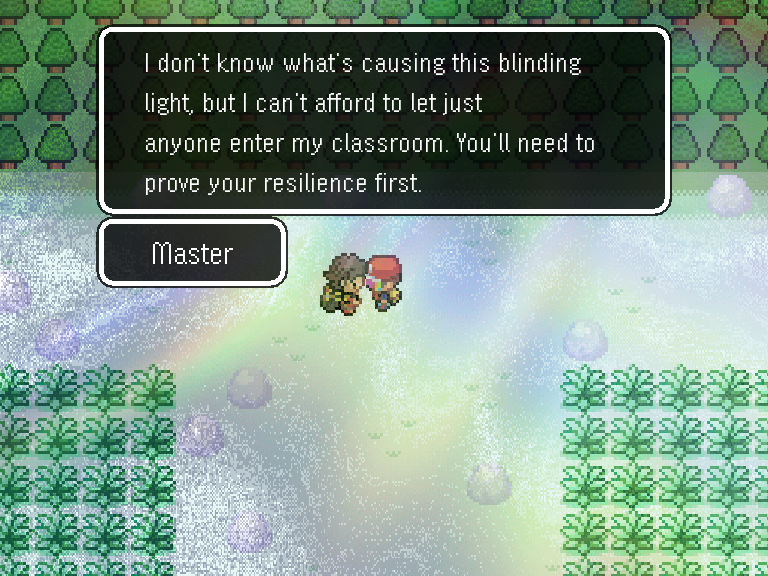 I don't know what's causing this blinding
light, but I can't afford to let just
anyone enter my classroom. You'll need to
prove your resilience first.
Master